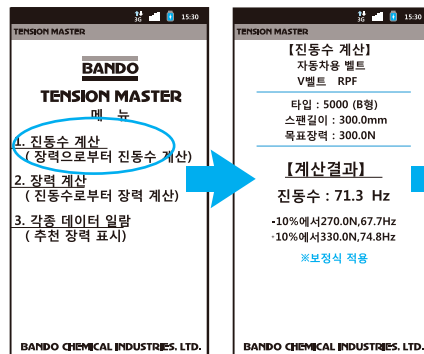 3G 15:30
TENSION MASTER
BANDO
TENSION MASTER
메 뉴
1. 진동수 계산
( 장력으로부터 진동수 계산)
2. 장력 계산
( 진동수로부터 장력 계산)
3. 각종 데이터 일람
( 추천 장력 표시)
BANDO CHEMICAL INDUSTRIES. LTD.
3G 15:30
TENSION MASTER
【진동수 계산】
자동차용 벨트
V벨트 RPF
타입 : 5000 (B형)
스팬길이 : 300.0mm
목표장력 : 300.0N
【계산결과】
진동수 : 71.3 Hz
-10%에서270.0N,67.7Hz
·10%에서330.0N,74.8Hz
※보정식 적용
BANDO CHEMICAL INDUSTRIES. LTD.